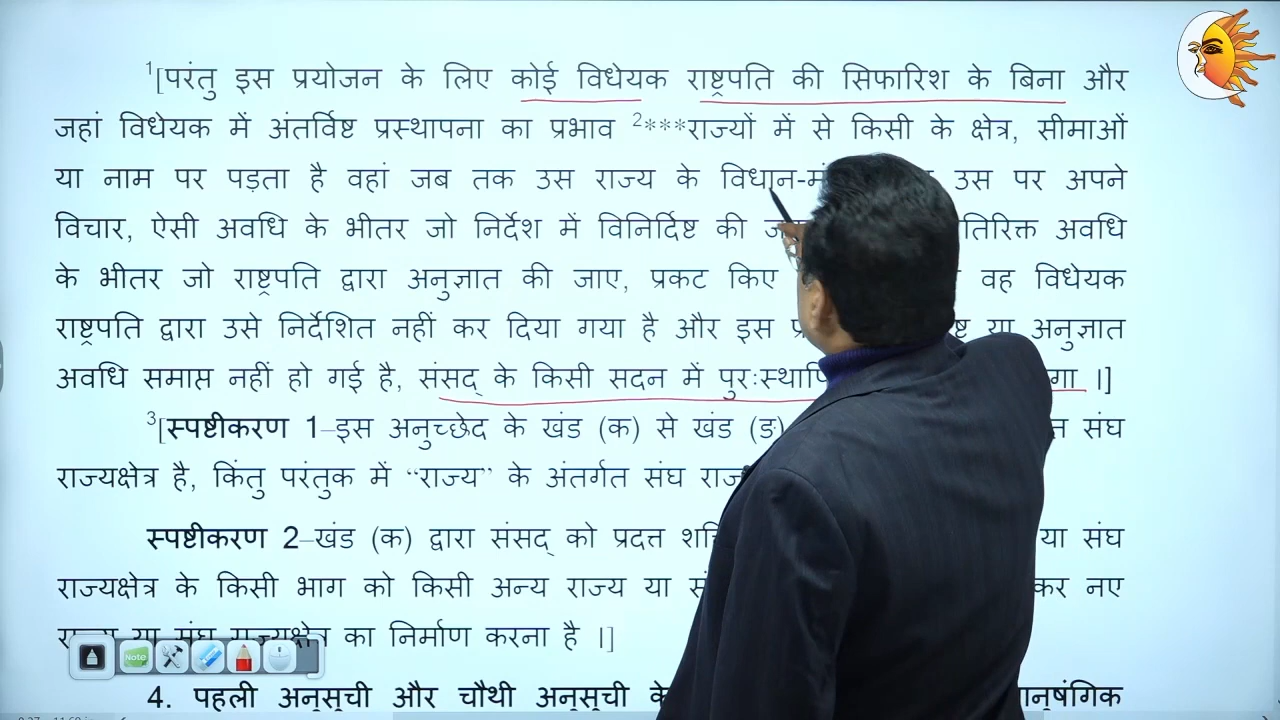 1[परंतु इस प्रयोजन के लिए कोई विधेयक राष्ट्रपति की सिफारिश के बिना और
जहां विधेयक में अंतर्विष्ट प्रस्थापना का प्रभाव 2***राज्यों में से किसी के क्षेत्र, सीमाओं
या नाम पर पड़ता है वहां जब तक उस राज्य के उस पर अपने
विचार, ऐसी अवधि के भीतर जो निर्देश में विनिर्दिष्ट की अवधि
के भीतर जो राष्ट्रपति द्वारा अनुज्ञात की जाए, प्रकट किए वह विधेयक
राष्ट्रपति द्वारा उसे निर्देशित नहीं कर दिया गया है और इस या अनुज्ञात
अवधि समाप्त नहीं हो गई है, संसद् के किसी सदन में ।]
3[स्पष्टीकरण 1–इस अनुच्छेद के खंड (क) से खंड (ङ) संघ
राज्यक्षेत्र है, किंतु परंतुक में “राज्य” के अंतर्गत संघ
स्पष्टीकरण 2–खंड (क) द्वारा संसद् को प्रदत्त या संघ
राज्यक्षेत्र के किसी भाग को किसी अन्य राज्य या नए
का निर्माण करना है ।]
Note
4. पहली अनुसूची और चौथी अनुसूची